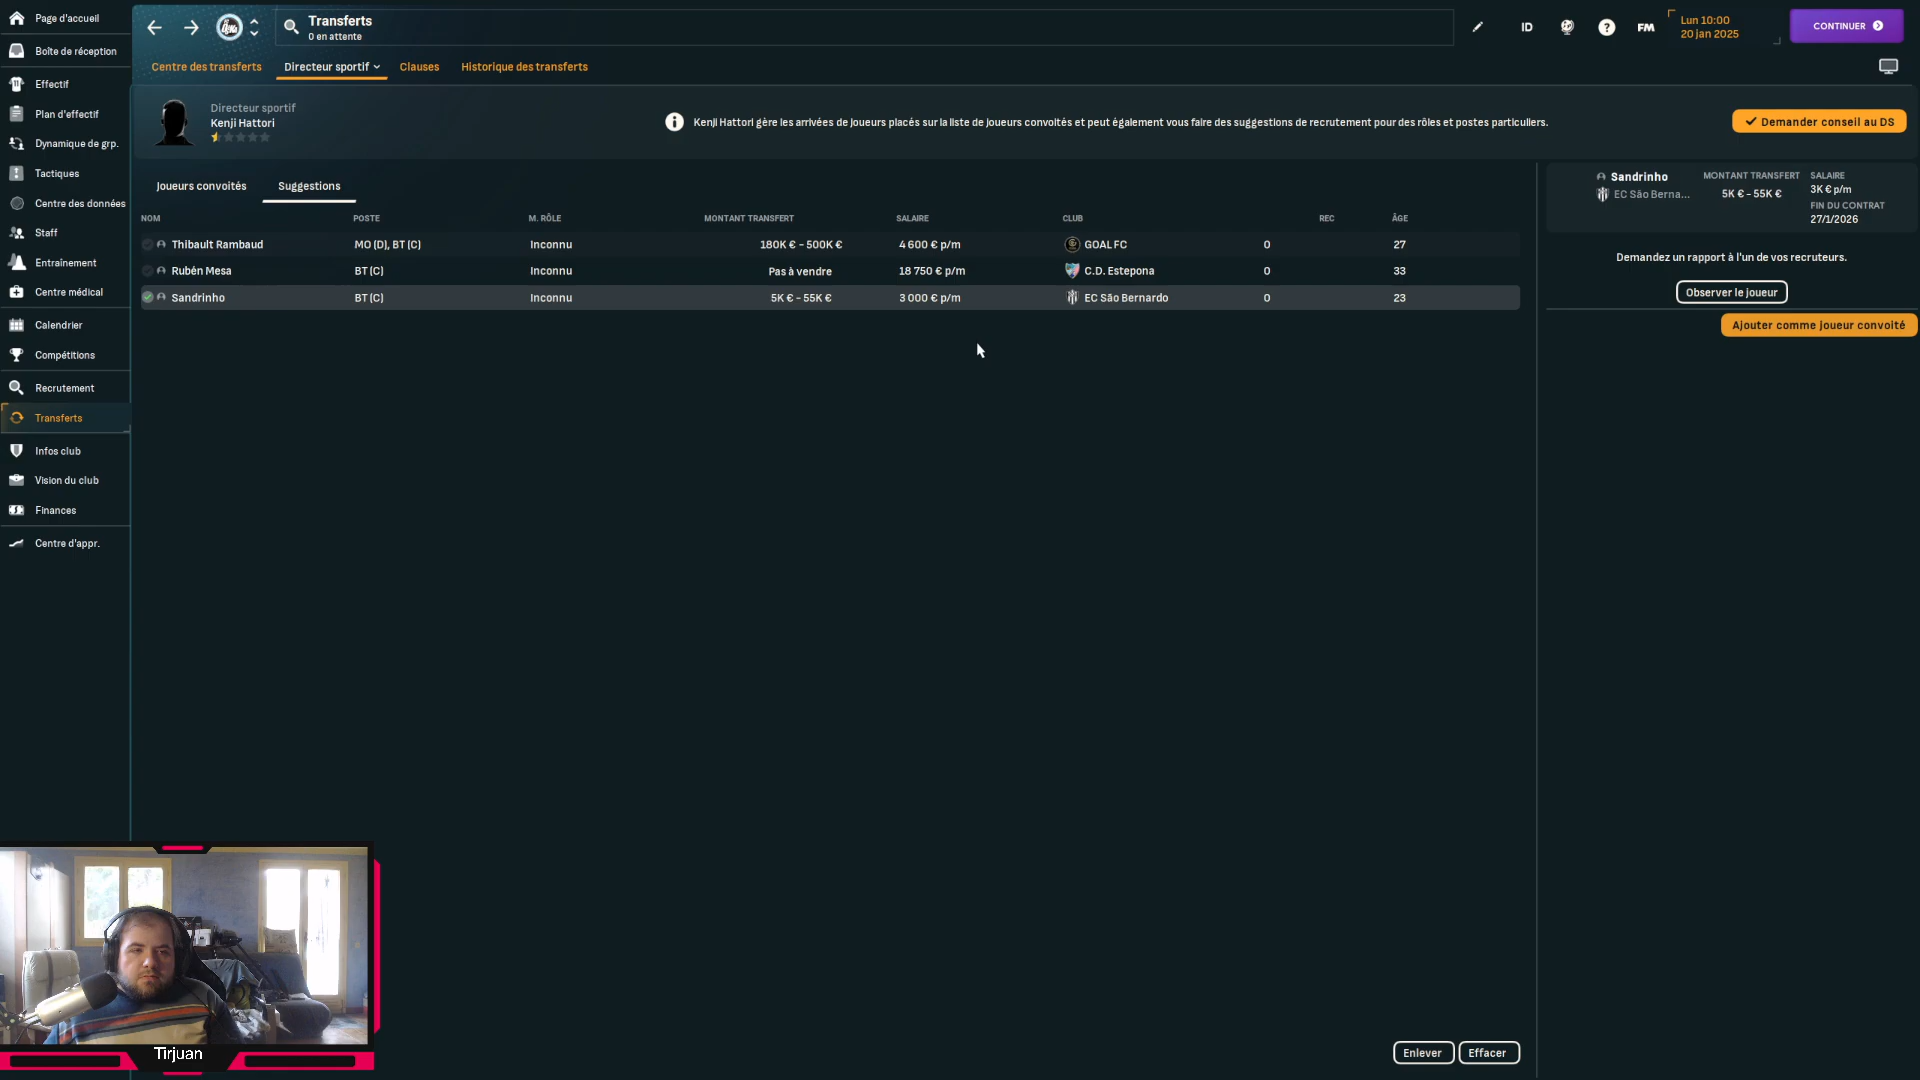 Page d'accueil
Boîte de réception
Effectif
Plan d'effectif
Dynamique de grp.
Tactiques
Centre des données
Staff
Entraînement
Centre médical
Calendrier
Compétitions
Recrutement
Transferts
Infos club
Vision du club
Finances
Centre d'appr.
Transferts
0 en attente
ID
FM
Lun 10:00
20 jan 2025
CONTINUER
Centre des transferts
Directeur sportif
Clauses
Historique des transferts
Directeur sportif
Kenji Hattori
Kenji Hattori gère les arrivées de joueurs placés sur la liste de joueurs convoités et peut également vous faire des suggestions de recrutement pour des rôles et postes particuliers.
Demander conseil au DS
Joueurs convoités Suggestions
NOM POSTE M. RÔLE MONTANT TRANSFERT SALAIRE CLUB REC ÂGE
Thibault Rambaud MO (D), BT (C) Inconnu 180K € - 500K € 4 600 € p/m GOAL FC 0 27
Rubén Mesa BT (C) Inconnu Pas à vendre 18 750 € p/m C.D. Estepona 0 33
Sandrinho BT (C) Inconnu 5K € - 55K € 3 000 € p/m EC São Bernardo 0 23
Sandrinho
EC São Berna...
MONTANT TRANSFERT
5K € - 55K €
SALAIRE
3K € p/m
FIN DU CONTRAT
27/1/2026
Demandez un rapport à l'un de vos recruteurs.
Observer le joueur
Ajouter comme joueur convoité
Enlever
Effacer
Tirjuan